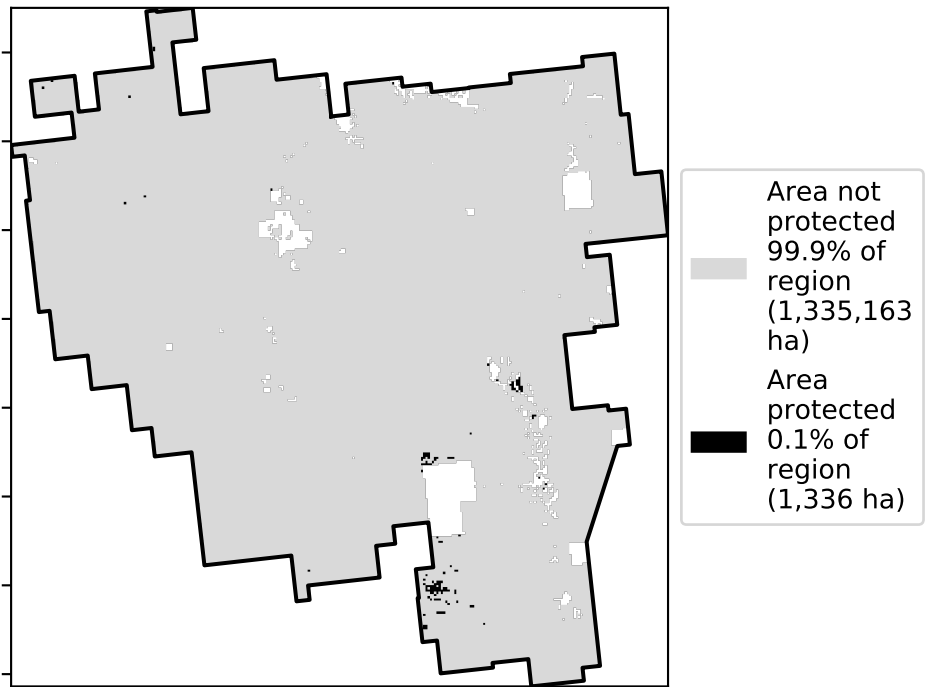 Area not
protected
99.9% of
region
(1,335,163
ha)
Area
protected
0.1% of
region
(1,336 ha)